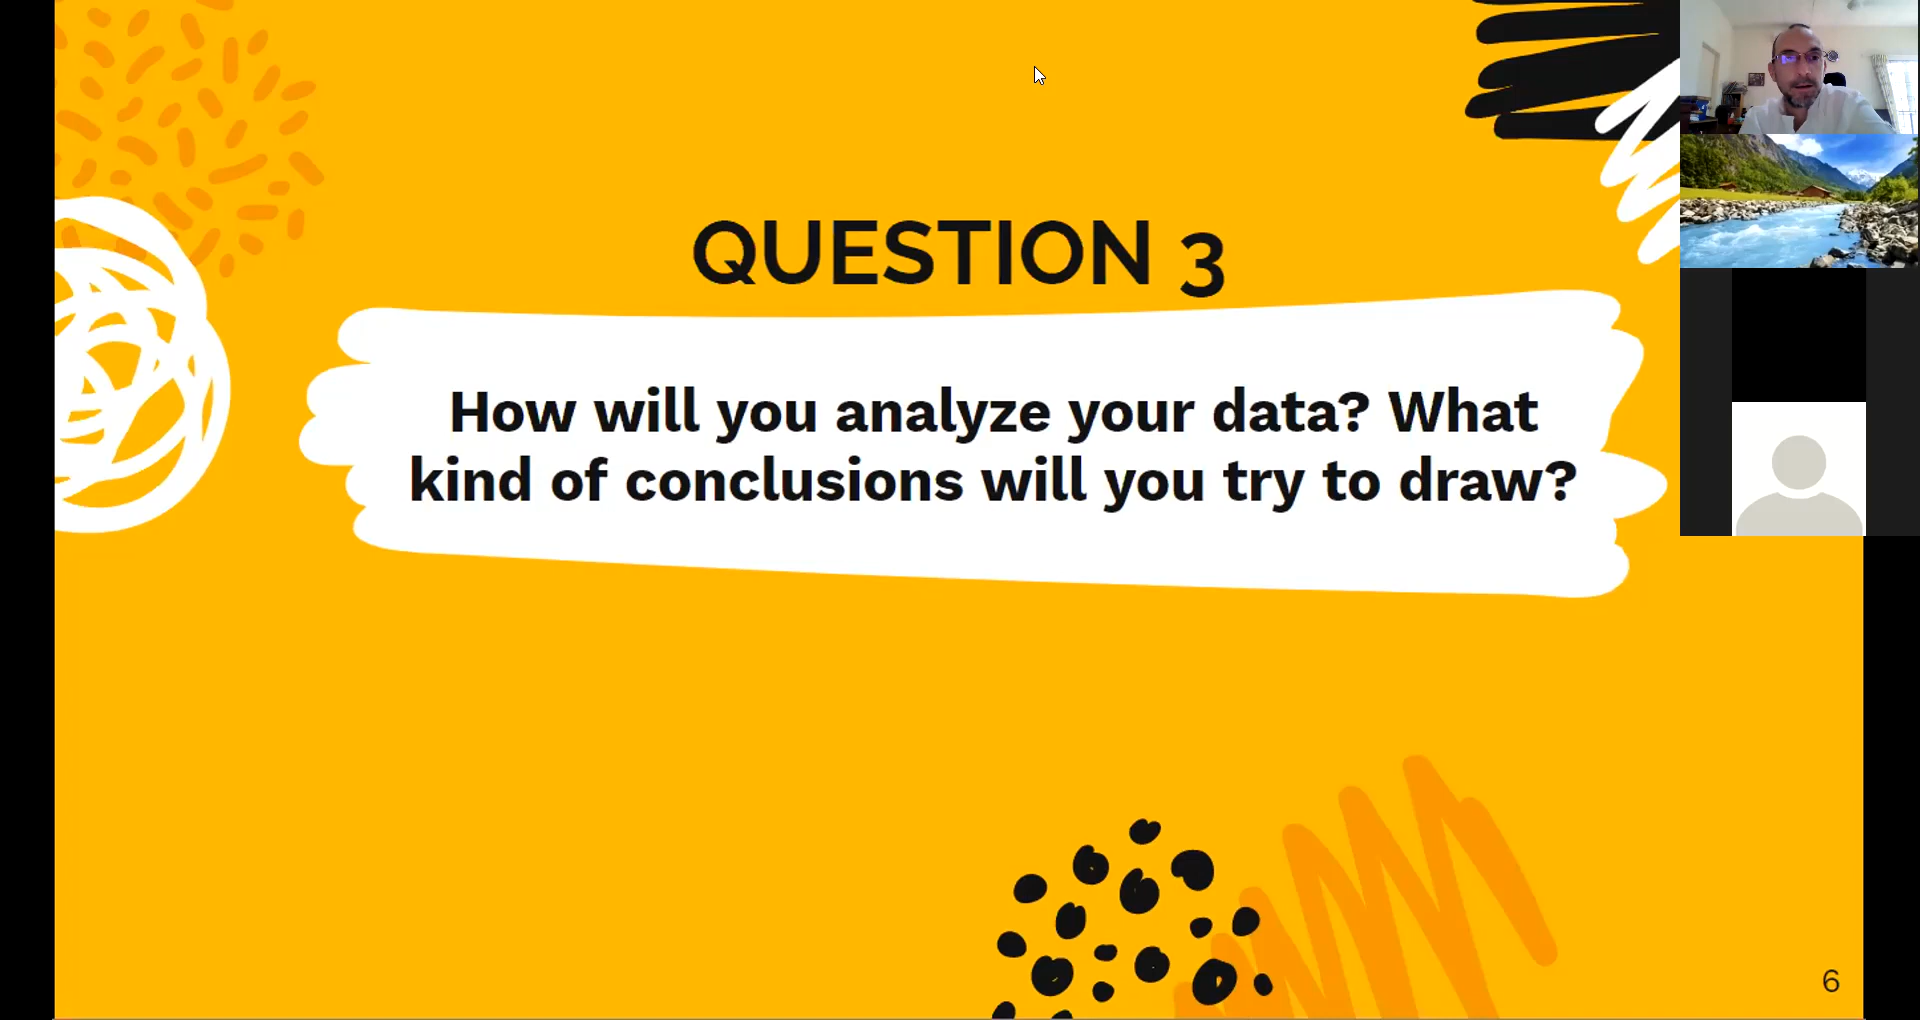 QUESTION 3
How will you analyze your data? What
kind of conclusions will you try to draw?
6